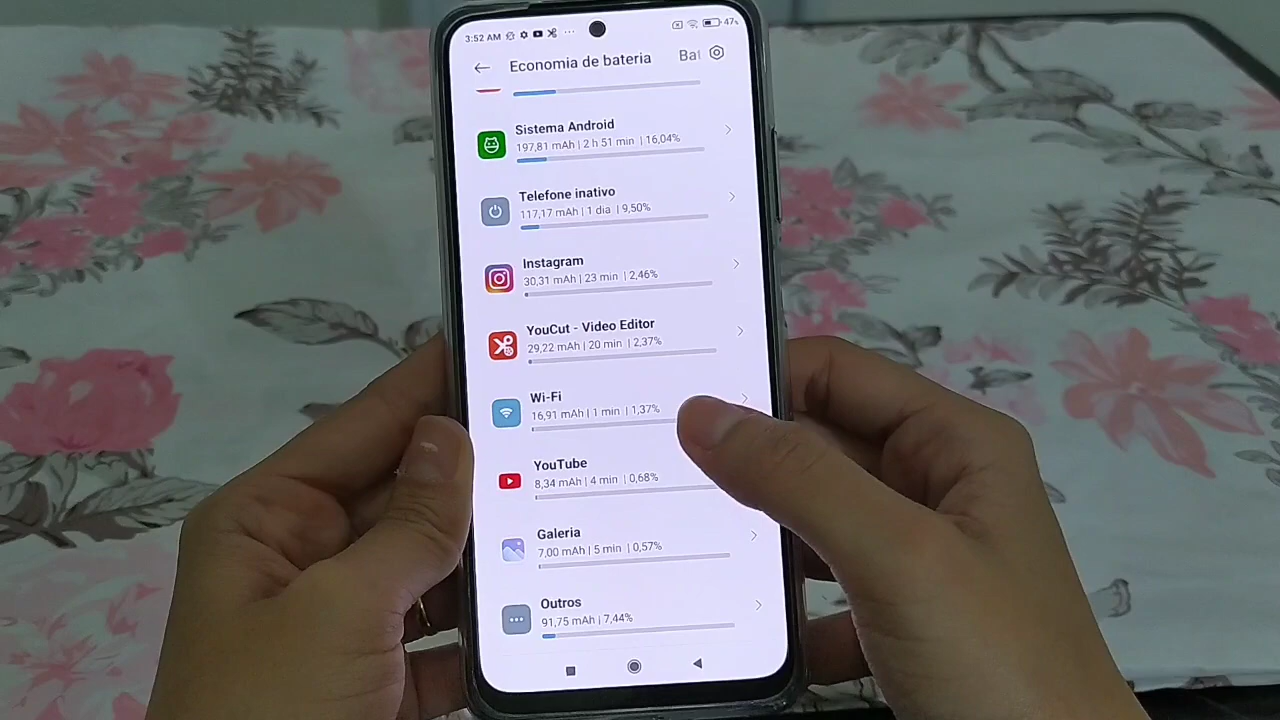 3:52 AM ... 47%
Economia de bateria Bat
Sistema Android
197,81 mAh | 2 h 51 min | 16,04%
Telefone inativo
117,17 mAh | 1 dia | 9,50%
Instagram
30,31 mAh | 23 min | 2,46%
YouCut - Video Editor
29,22 mAh | 20 min | 2,37%
Wi-Fi
16,91 mAh | 1 min | 1,37%
YouTube
8,34 mAh | 4 min | 0,68%
Galeria
7,00 mAh | 5 min | 0,57%
Outros
91,75 mAh | 7,44%